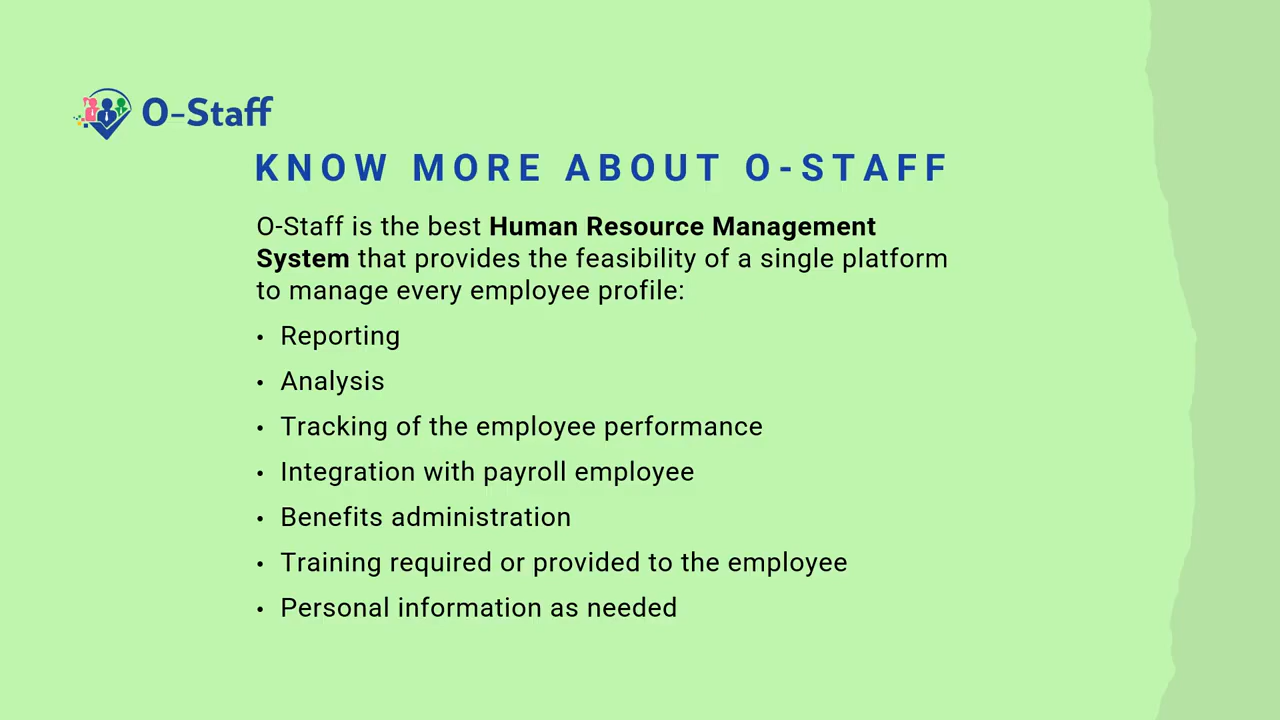 O-Staff
KNOW MORE ABOUT O-STAFF
O-Staff is the best Human Resource Management
System that provides the feasibility of a single platform
to manage every employee profile:
• Reporting
• Analysis
• Tracking of the employee performance
• Integration with payroll employee
• Benefits administration
• Training required or provided to the employee
• Personal information as needed